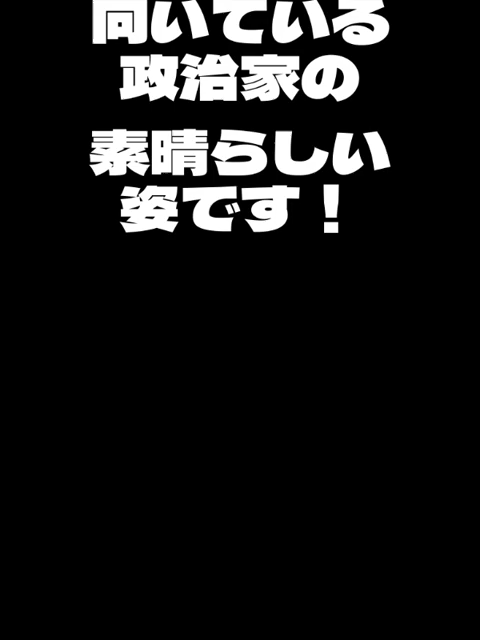 向いている
政治家の
素晴らしい
姿です！